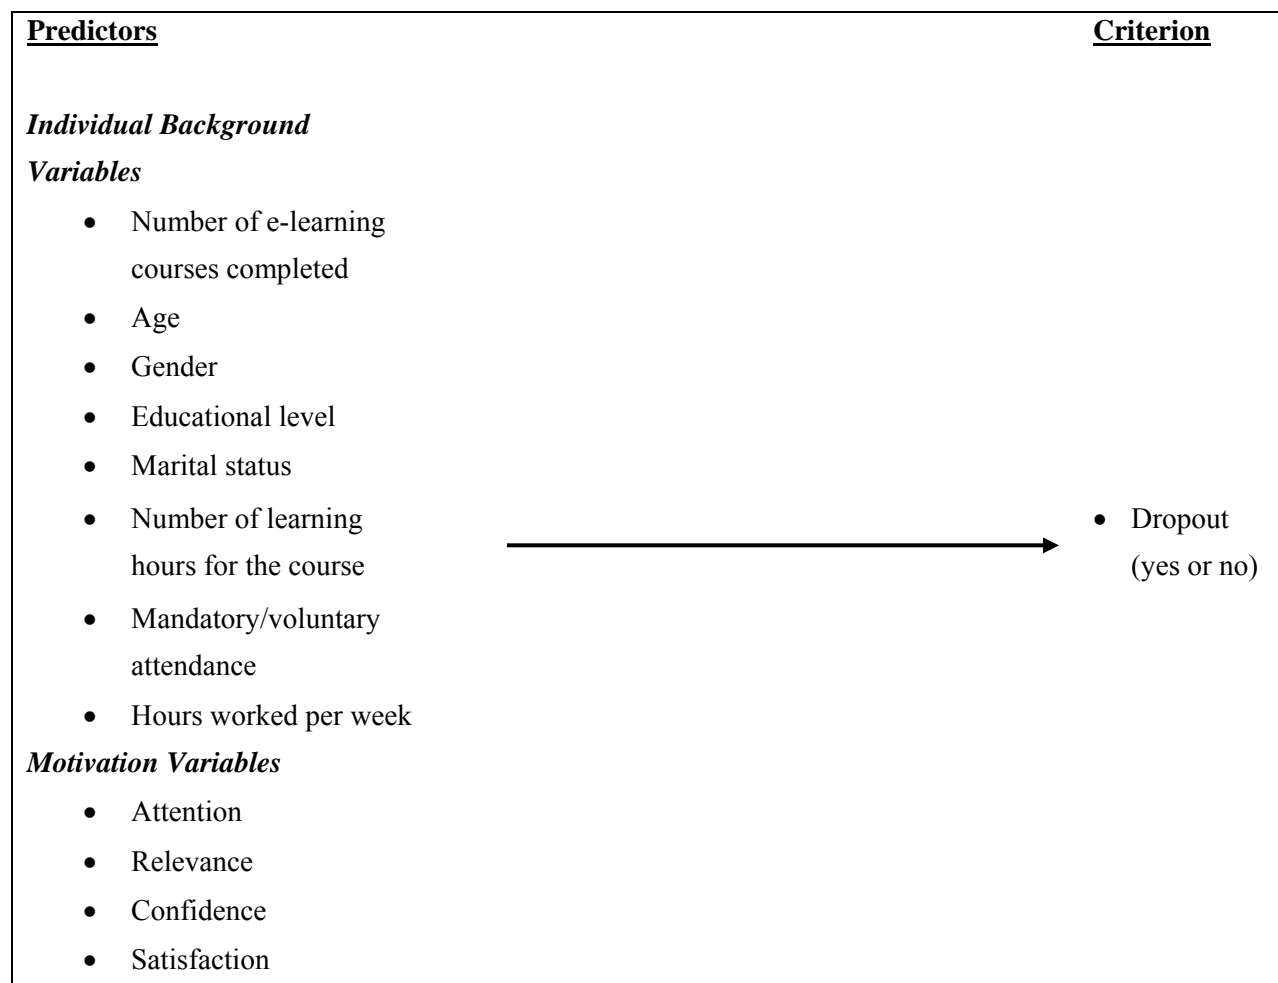 Predictors
Criterion
Individual Background
Variables
• Number of e-learning
courses completed
• Age
• Gender
• Educational level
• Marital status
• Number of learning
hours for the course
• Dropout
(yes or no)
• Mandatory/voluntary
attendance
• Hours worked per week
Motivation Variables
• Attention
• Relevance
• Confidence
• Satisfaction